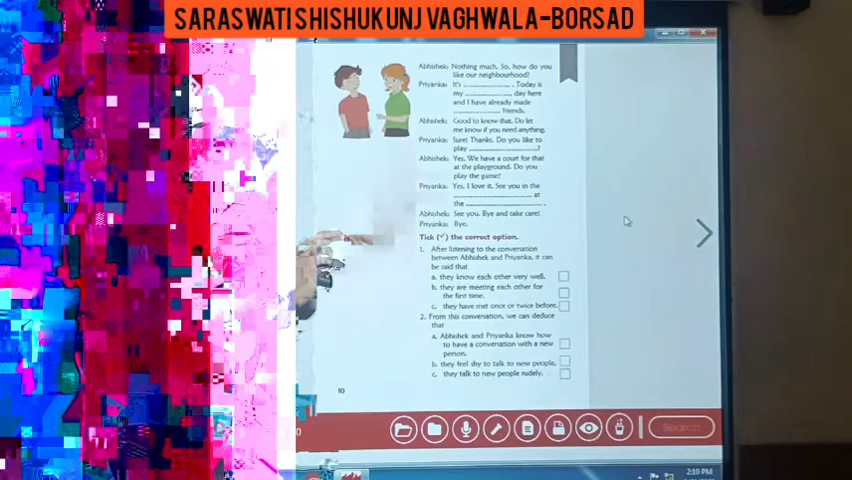 SARASWATI SHISHUKUNJ VAGHWALA-BORSAD
Abhishek: Nothing much. So, how do you
like our neighbourhood?
Priyanka: It's ..................... . Today is
my ..................... day here
and I have already made
..................... friends.
Abhishek: Good to know that. Do let
me know if you need anything.
Priyanka: Sure! Thanks. Do you like to
play ..............................?
Abhishek: Yes. We have a court for that
at the playground. Do you
play the game?
Priyanka: Yes, I love it. See you in the
.................................. at
the .................................. .
Abhishek: See you. Bye and take care!
Priyanka: Bye.
Tick (✓) the correct option.
1. After listening to the conversation
between Abhishek and Priyanka, it can
be said that
a. they know each other very well.
b. they are meeting each other for
the first time.
c. they have met once or twice before.
2. From this conversation, we can deduce
that
a. Abhishek and Priyanka know how
to have a conversation with a new
person.
b. they feel shy to talk to new people.
c. they talk to new people rudely.
10
Search
2:10 PM